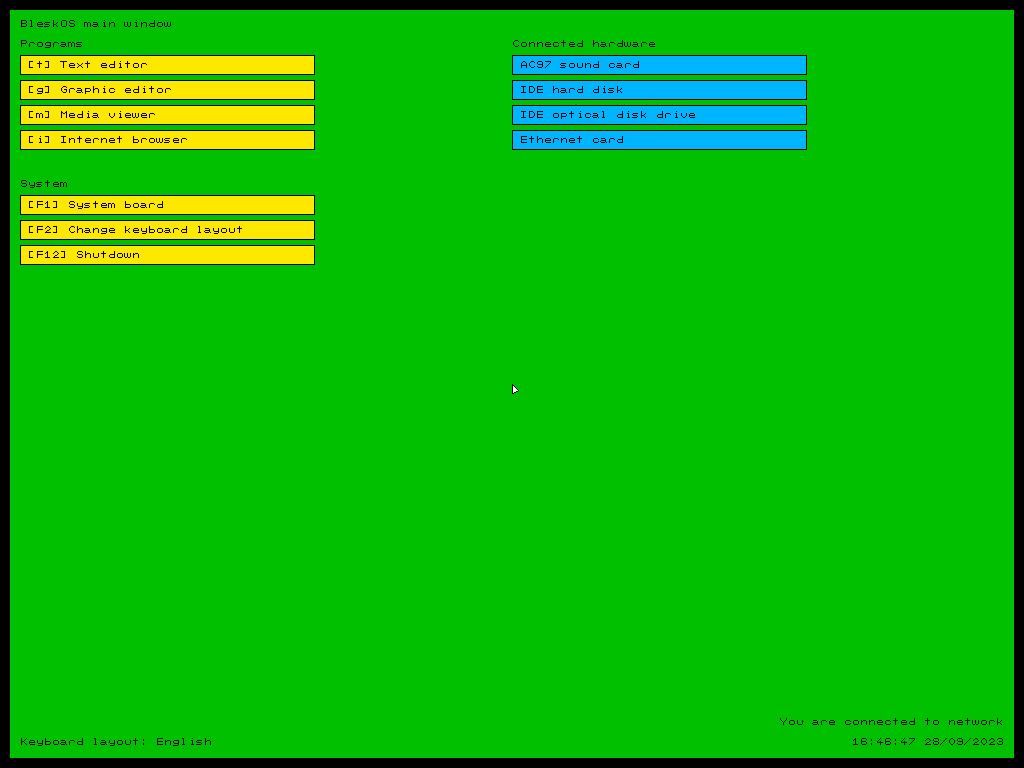 BleskOS main window
Programs
[t] Text editor
[g] Graphic editor
[m] Media viewer
[i] Internet browser
Connected hardware
AC97 sound card
IDE hard disk
IDE optical disk drive
Ethernet card
System
[F1] System board
[F2] Change keyboard layout
[F12] Shutdown
You are connected to network
Keyboard layout: English
16:46:47 28/09/2023